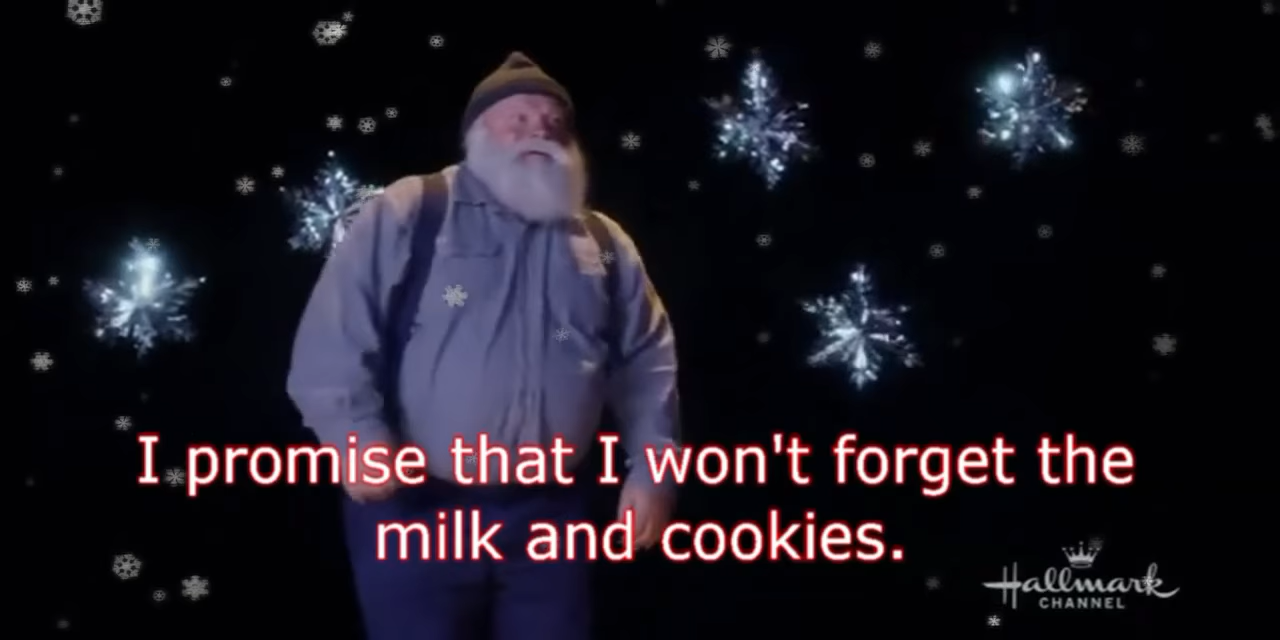 I promise that I won't forget the
milk and cookies.
Hallmark
CHANNEL